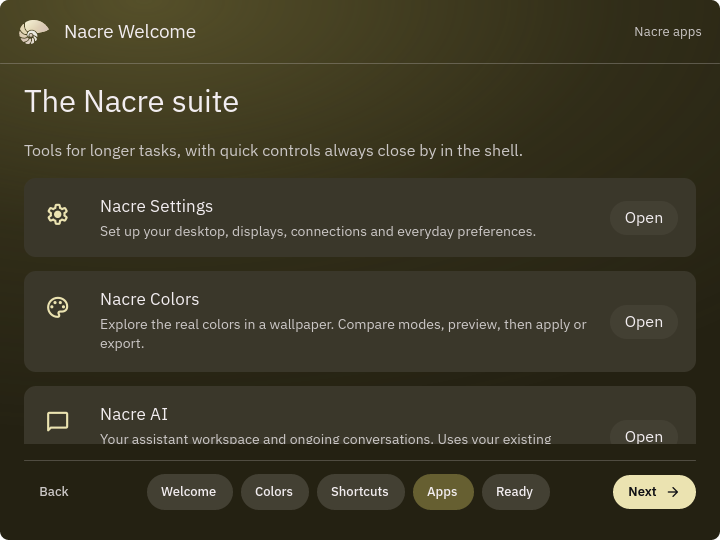 Nacre Welcome
Nacre apps
The Nacre suite
Tools for longer tasks, with quick controls always close by in the shell.
Nacre Settings
Set up your desktop, displays, connections and everyday preferences.
Open
Nacre Colors
Explore the real colors in a wallpaper. Compare modes, preview, then apply or
export.
Open
Nacre AI
Your assistant workspace and ongoing conversations. Uses your existing
Open
Back
Welcome
Colors
Shortcuts
Apps
Ready
Next